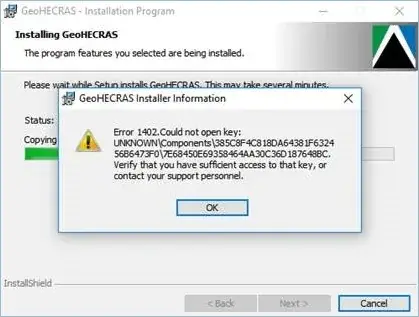 GeoHECRAS - Installation Program
Installing GeoHECRAS
The program features you selected are being installed.
Please wait while Setup installs GeoHECRAS. This may take several minutes.
GeoHECRAS Installer Information
Status:
Copying
Error 1402.Could not open key:
UNKNOWN\Components\385C8F4C818DA64381F6324
56B6473F0\7E68450E69358464AA30C36D187648BC.
Verify that you have sufficient access to that key, or
contact your support personnel.
OK
InstallShield
< Back
Next >
Cancel